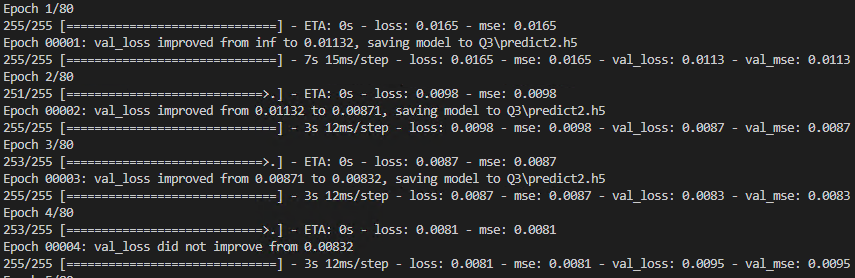 Epoch 1/80
255/255 [==============================] - ETA: 0s - loss: 0.0165 - mse: 0.0165
Epoch 00001: val_loss improved from inf to 0.01132, saving model to Q3\predict2.h5
255/255 [==============================] - 7s 15ms/step - loss: 0.0165 - mse: 0.0165 - val_loss: 0.0113 - val_mse: 0.0113
Epoch 2/80
251/255 [============================>.] - ETA: 0s - loss: 0.0098 - mse: 0.0098
Epoch 00002: val_loss improved from 0.01132 to 0.00871, saving model to Q3\predict2.h5
255/255 [==============================] - 3s 12ms/step - loss: 0.0098 - mse: 0.0098 - val_loss: 0.0087 - val_mse: 0.0087
Epoch 3/80
253/255 [============================>.] - ETA: 0s - loss: 0.0087 - mse: 0.0087
Epoch 00003: val_loss improved from 0.00871 to 0.00832, saving model to Q3\predict2.h5
255/255 [==============================] - 3s 12ms/step - loss: 0.0087 - mse: 0.0087 - val_loss: 0.0083 - val_mse: 0.0083
Epoch 4/80
253/255 [============================>.] - ETA: 0s - loss: 0.0081 - mse: 0.0081
Epoch 00004: val_loss did not improve from 0.00832
255/255 [==============================] - 3s 12ms/step - loss: 0.0081 - mse: 0.0081 - val_loss: 0.0095 - val_mse: 0.0095